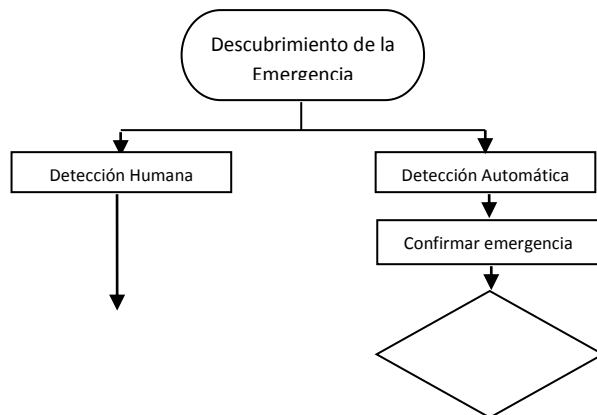 Descubrimiento de la
Emergencia
Detección Humana
Detección Automática
Confirmar emergencia